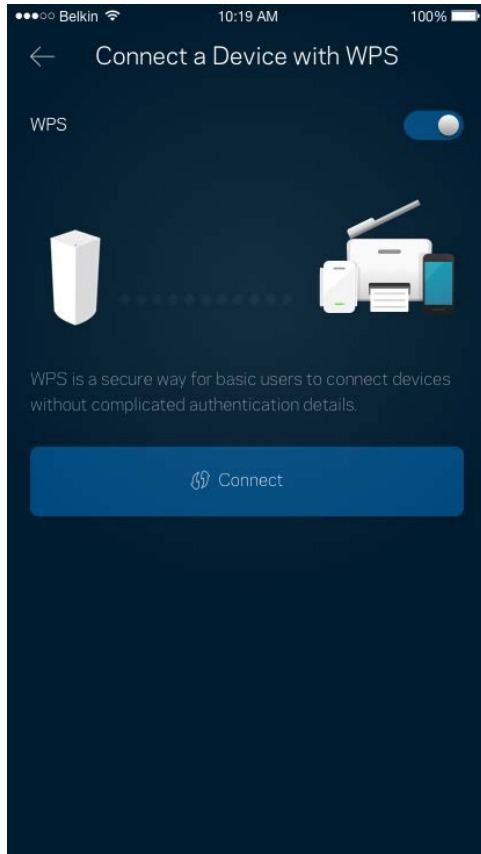 Belkin 10:19 AM 100%
Connect a Device with WPS
WPS
WPS is a secure way for basic users to connect devices
without complicated authentication details.
Connect